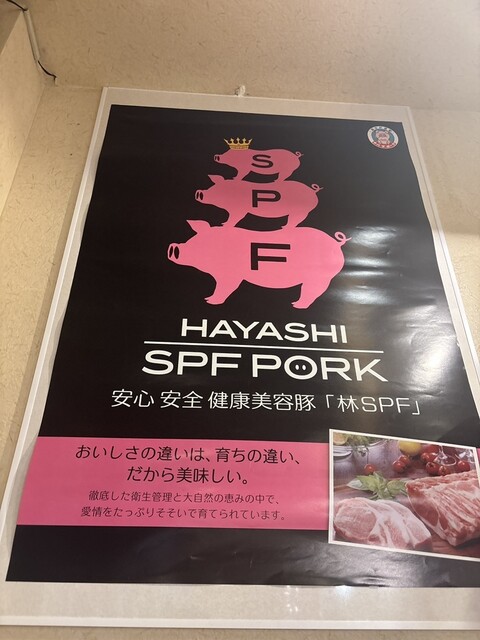 S
P
F
HAYASHI
SPF PORK
安心 安全 健康美容豚「林SPF」
おいしさの違いは、育ちの違い、
だから美味しい。
徹底した衛生管理と大自然の恵みの中で、
愛情をたっぷりそそいで育てられています。